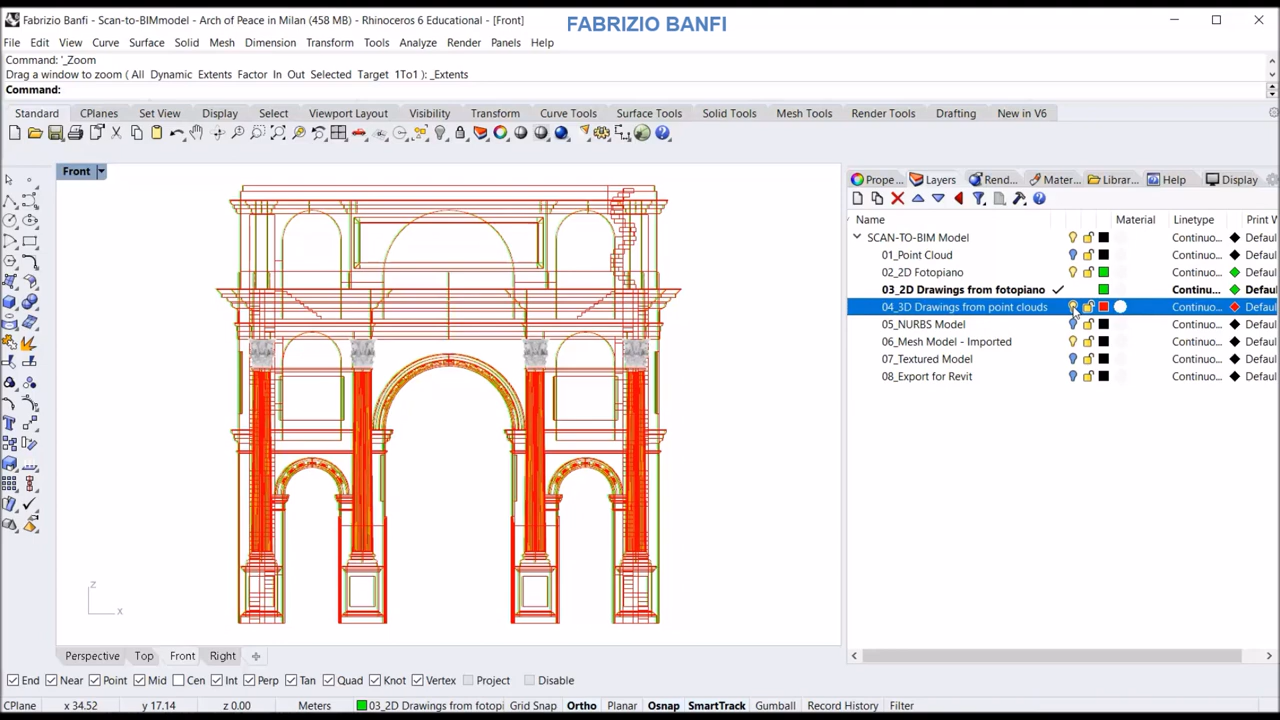 Fabrizio Banfi - Scan-to-BIMmodel - Arch of Peace in Milan (458 MB) - Rhinoceros 6 Educational - [Front]
FABRIZIO BANFI
File Edit View Curve Surface Solid Mesh Dimension Transform Tools Analyze Render Panels Help
Command: '_Zoom
Drag a window to zoom ( All Dynamic Extents Factor In Out Selected Target 1To1 ): _Extents
Command:
Standard CPlanes Set View Display Select Viewport Layout Visibility Transform Curve Tools Surface Tools Solid Tools Mesh Tools Render Tools Drafting New in V6
Front
Prope... Layers Rend... Mater... Librar... Help Display
Name Material Linetype Print W
SCAN-TO-BIM Model Continuo... Defaul
01_Point Cloud Continuo... Defaul
02_2D Fotopiano Continuo... Defaul
03_2D Drawings from fotopiano Continu... Defaul
04_3D Drawings from point clouds Continuo... Defaul
05_NURBS Model Continuo... Defaul
06_Mesh Model - Imported Continuo... Defaul
07_Textured Model Continuo... Defaul
08_Export for Revit Continuo... Defaul
z
x
Perspective Top Front Right
End Near Point Mid Cen Int Perp Tan Quad Knot Vertex Project Disable
CPlane x 34.52 y 17.14 z 0.00 Meters 03_2D Drawings from fotopi Grid Snap Ortho Planar Osnap SmartTrack Gumball Record History Filter